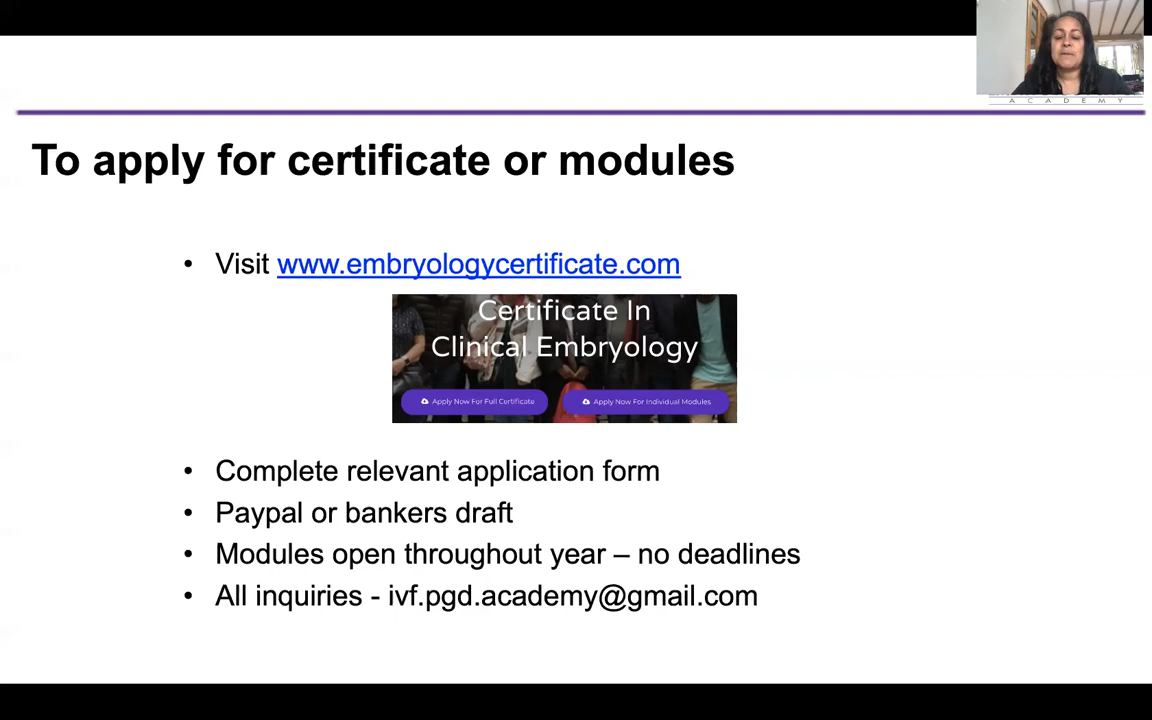 ACADEMY
To apply for certificate or modules
• Visit www.embryologycertificate.com
Certificate In
Clinical Embryology
Apply Now For Full Certificate
Apply Now For Individual Modules
• Complete relevant application form
• Paypal or bankers draft
• Modules open throughout year – no deadlines
• All inquiries - ivf.pgd.academy@gmail.com